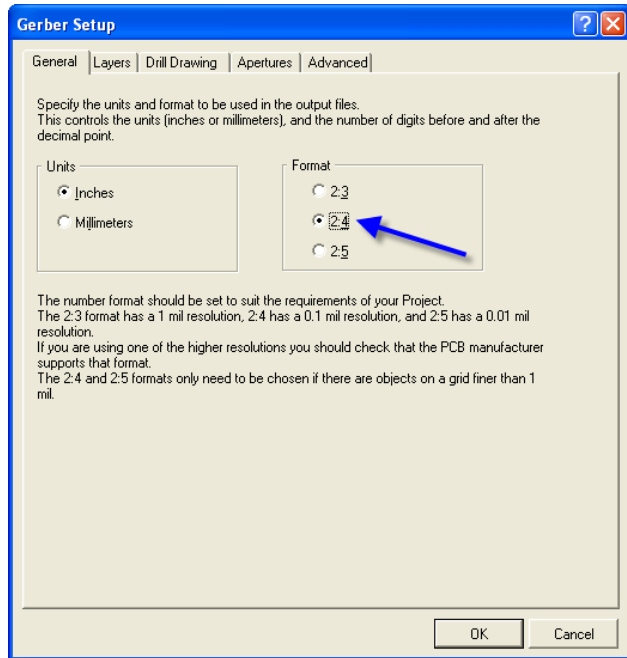 Gerber Setup
General Layers Drill Drawing Apertures Advanced
Specify the units and format to be used in the output files.
This controls the units (inches or millimeters), and the number of digits before and after the
decimal point.
Units
Inches
Millimeters
Format
2:3
2:4
2:5
The number format should be set to suit the requirements of your Project.
The 2:3 format has a 1 mil resolution, 2:4 has a 0.1 mil resolution, and 2:5 has a 0.01 mil
resolution.
If you are using one of the higher resolutions you should check that the PCB manufacturer
supports that format.
The 2:4 and 2:5 formats only need to be chosen if there are objects on a grid finer than 1
mil.
OK Cancel